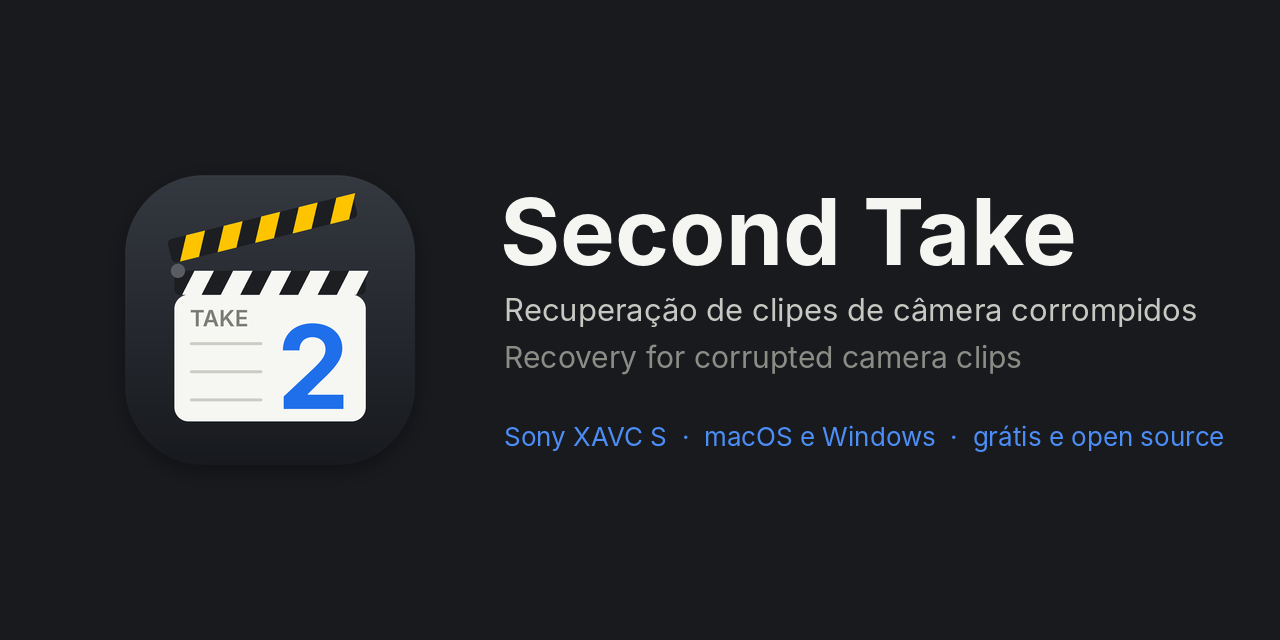 TAKE
2
Second Take
Recuperação de clipes de câmera corrompidos
Recovery for corrupted camera clips
Sony XAVC S · macOS e Windows · grátis e open source